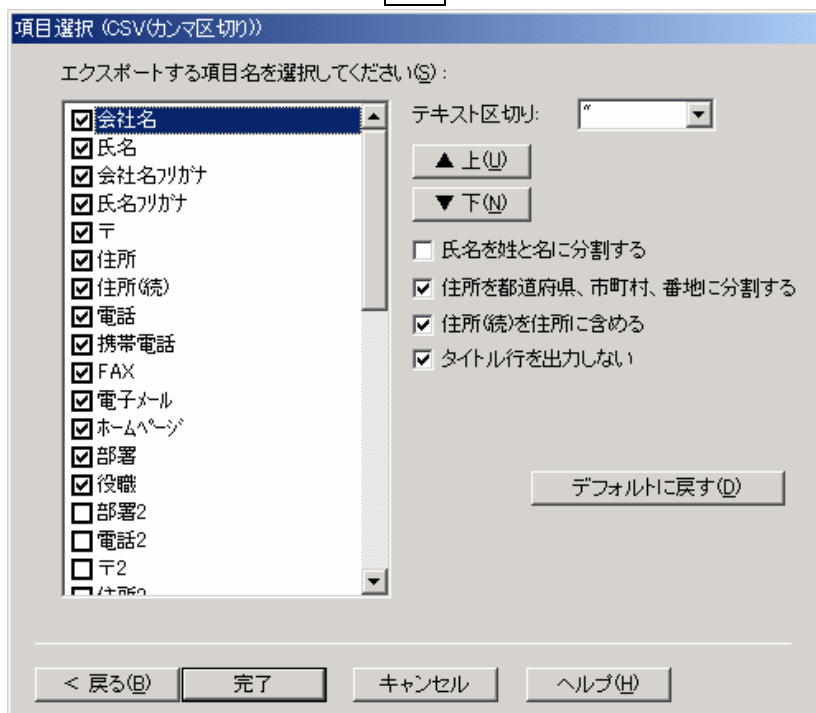 項目選択 (CSV(カンマ区切り))
エクスポートする項目名を選択してください(S):
会社名
氏名
会社名フリガナ
氏名フリガナ
〒
住所
住所(続)
電話
携帯電話
FAX
電子メール
ホームページ
部署
役職
部署2
電話2
〒2
住所2
テキスト区切り: "
▲ 上(U)
▼ 下(N)
氏名を姓と名に分割する
住所を都道府県、市町村、番地に分割する
住所(続)を住所に含める
タイトル行を出力しない
デフォルトに戻す(D)
< 戻る(B)
完了
キャンセル
ヘルプ(H)